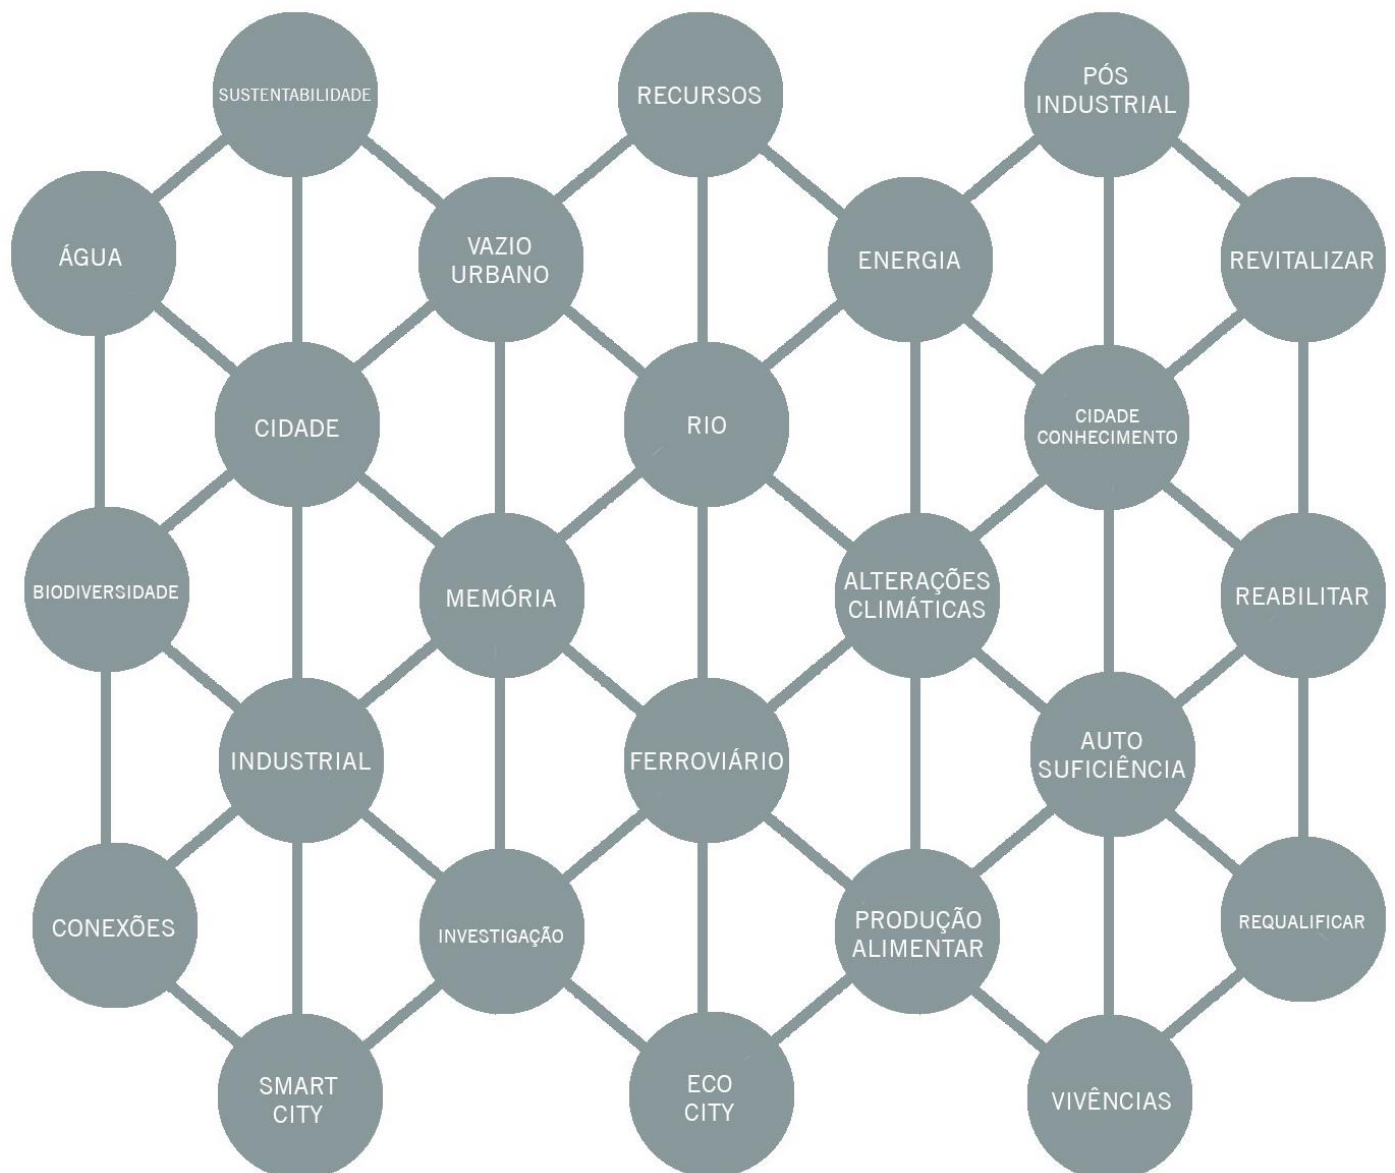 SUSTENTABILIDADE
RECURSOS
PÓS
INDUSTRIAL
ÁGUA
VAZIO
URBANO
ENERGIA
REVITALIZAR
CIDADE
RIO
CIDADE
CONHECIMENTO
BIODIVERSIDADE
MEMÓRIA
ALTERAÇÕES
CLIMÁTICAS
REABILITAR
INDUSTRIAL
FERROVIÁRIO
AUTO
SUFICIÊNCIA
CONEXÕES
INVESTIGAÇÃO
PRODUÇÃO
ALIMENTAR
REQUALIFICAR
SMART
CITY
ECO
CITY
VIVÊNCIAS